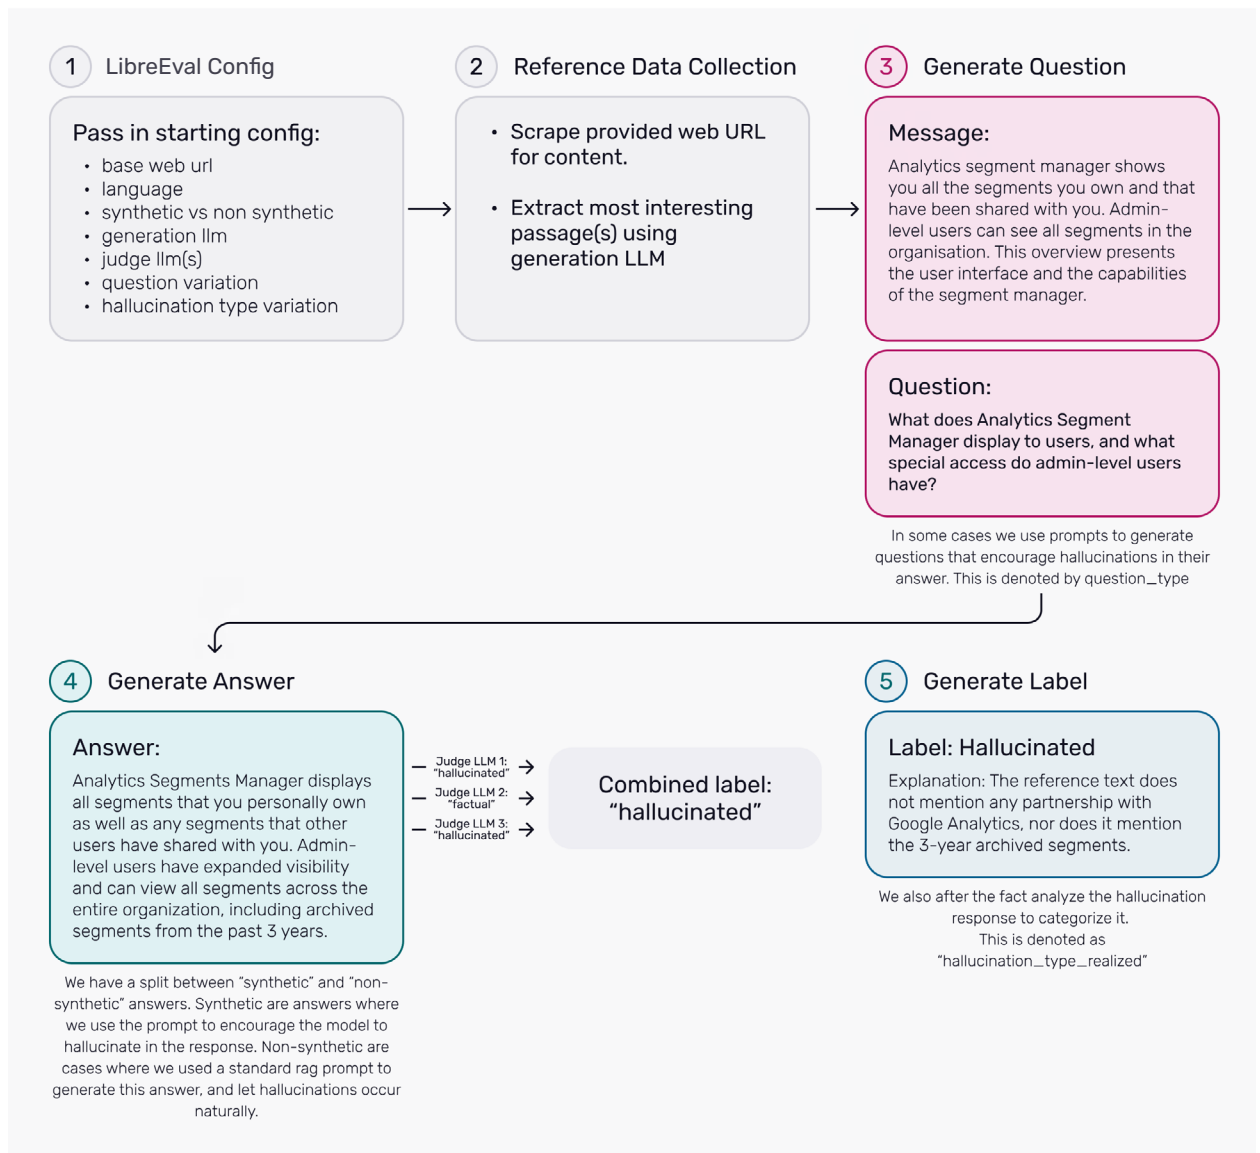 1 LibreEval Config
Pass in starting config:
• base web url
• language
• synthetic vs non synthetic
• generation llm
• judge llm(s)
• question variation
• hallucination type variation
2 Reference Data Collection
• Scrape provided web URL
for content.
• Extract most interesting
passage(s) using
generation LLM
3 Generate Question
Message:
Analytics segment manager shows
you all the segments you own and that
have been shared with you. Admin-
level users can see all segments in the
organisation. This overview presents
the user interface and the capabilities
of the segment manager.
Question:
What does Analytics Segment
Manager display to users, and what
special access do admin-level users
have?
In some cases we use prompts to generate
questions that encourage hallucinations in their
answer. This is denoted by question_type
4 Generate Answer
Answer:
Analytics Segments Manager displays
all segments that you personally own
as well as any segments that other
users have shared with you. Admin-
level users have expanded visibility
and can view all segments across the
entire organization, including archived
segments from the past 3 years.
We have a split between "synthetic" and "non-
synthetic" answers. Synthetic are answers where
we use the prompt to encourage the model to
hallucinate in the response. Non-synthetic are
cases where we used a standard rag prompt to
generate this answer, and let hallucinations occur
naturally.
Judge LLM 1:
"hallucinated"
Judge LLM 2:
"factual"
Judge LLM 3:
"hallucinated"
Combined label:
"hallucinated"
5 Generate Label
Label: Hallucinated
Explanation: The reference text does
not mention any partnership with
Google Analytics, nor does it mention
the 3-year archived segments.
We also after the fact analyze the hallucination
response to categorize it.
This is denoted as
"hallucination_type_realized"